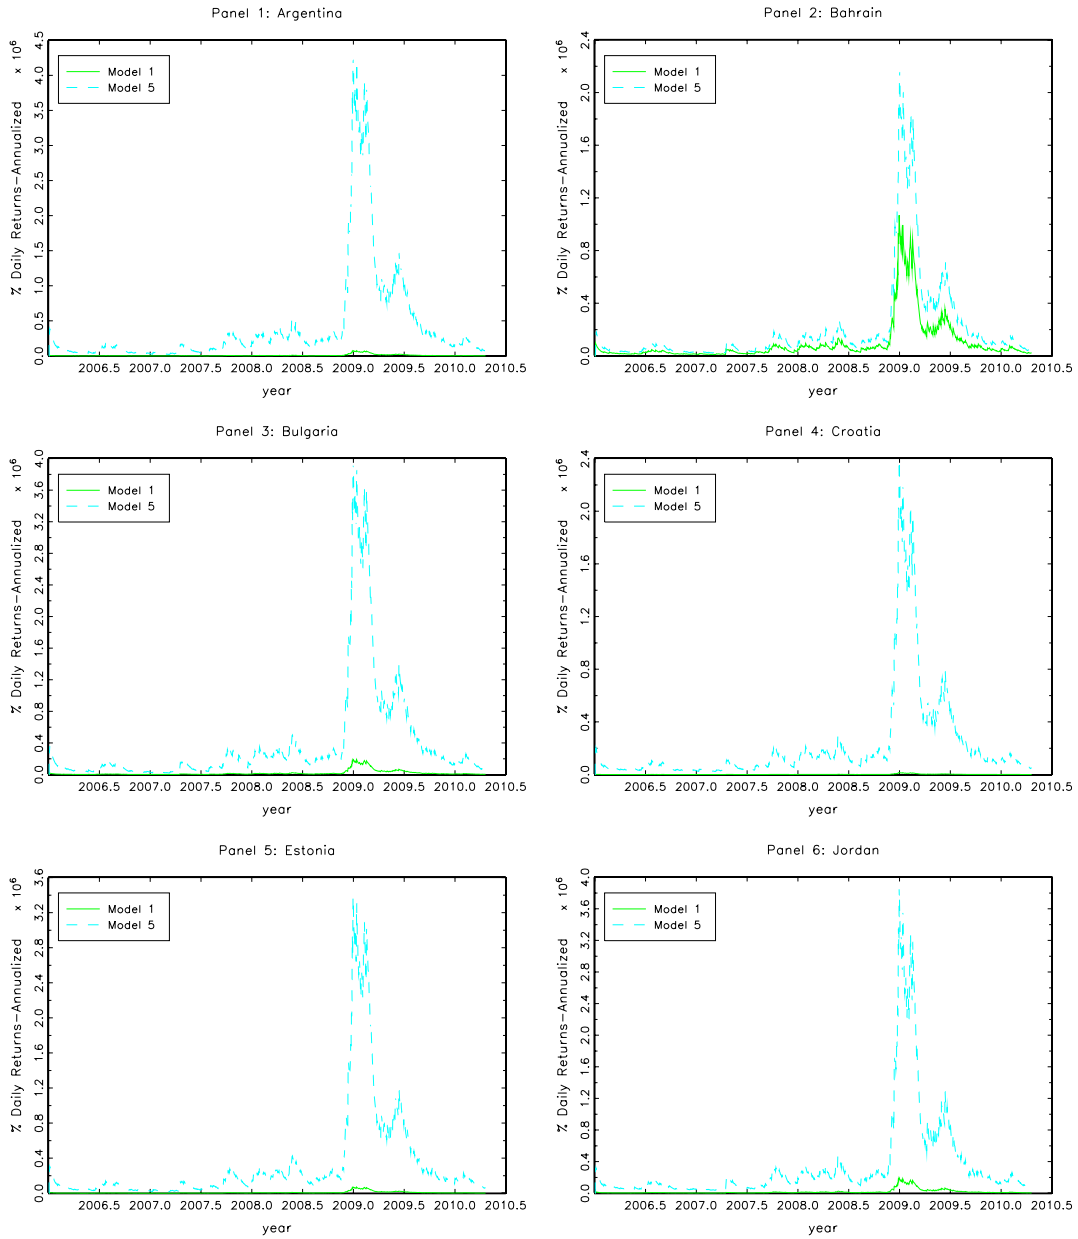 Panel 1: Argentina
% Daily Returns-Annualized × 10^6
4.5
4.0
3.5
3.0
2.5
2.0
1.5
1.0
0.5
0.0
Model 1
Model 5
2006.5 2007.0 2007.5 2008.0 2008.5 2009.0 2009.5 2010.0 2010.5
year
Panel 2: Bahrain
% Daily Returns-Annualized × 10^6
2.4
2.0
1.6
1.2
0.8
0.4
0.0
Model 1
Model 5
2006.5 2007.0 2007.5 2008.0 2008.5 2009.0 2009.5 2010.0 2010.5
year
Panel 3: Bulgaria
% Daily Returns-Annualized × 10^6
4.0
3.6
3.2
2.8
2.4
2.0
1.6
1.2
0.8
0.4
0.0
Model 1
Model 5
2006.5 2007.0 2007.5 2008.0 2008.5 2009.0 2009.5 2010.0 2010.5
year
Panel 4: Croatia
% Daily Returns-Annualized × 10^6
2.4
2.0
1.6
1.2
0.8
0.4
0.0
Model 1
Model 5
2006.5 2007.0 2007.5 2008.0 2008.5 2009.0 2009.5 2010.0 2010.5
year
Panel 5: Estonia
% Daily Returns-Annualized × 10^6
3.6
3.2
2.8
2.4
2.0
1.6
1.2
0.8
0.4
0.0
Model 1
Model 5
2006.5 2007.0 2007.5 2008.0 2008.5 2009.0 2009.5 2010.0 2010.5
year
Panel 6: Jordan
% Daily Returns-Annualized × 10^6
4.0
3.6
3.2
2.8
2.4
2.0
1.6
1.2
0.8
0.4
0.0
Model 1
Model 5
2006.5 2007.0 2007.5 2008.0 2008.5 2009.0 2009.5 2010.0 2010.5
year